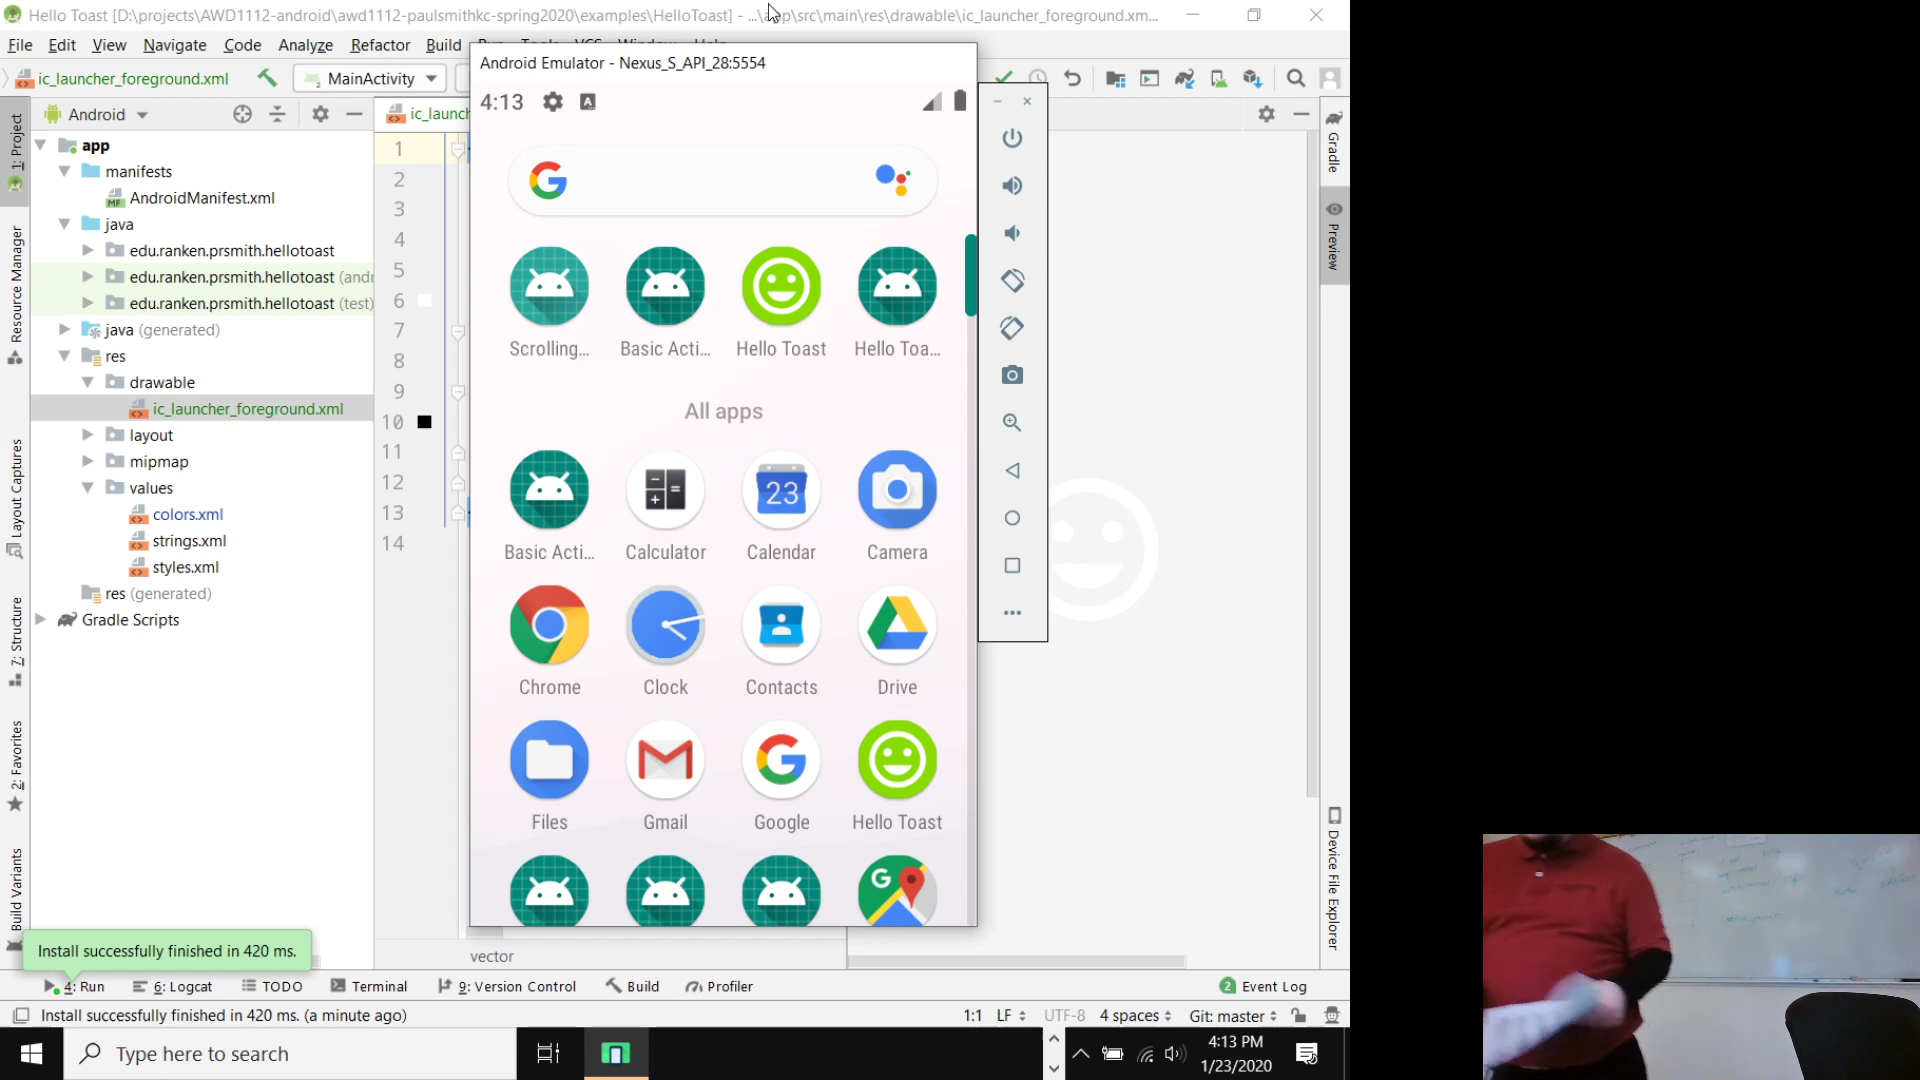 Hello Toast [D:\projects\AWD1112-android\awd1112-paulsmithkc-spring2020\examples\HelloToast] - ...\app\src\main\res\drawable\ic_launcher_foreground.xm...
File Edit View Navigate Code Analyze Refactor Build Run Tools VCS Window Help
ic_launcher_foreground.xml MainActivity
Android Emulator - Nexus_S_API_28:5554
Android
ic_launch
4:13
1: Project
Resource Manager
Layout Captures
7: Structure
2: Favorites
Build Variants
app
manifests
AndroidManifest.xml
java
edu.ranken.prsmith.hellotoast
edu.ranken.prsmith.hellotoast (andr
edu.ranken.prsmith.hellotoast (test)
java (generated)
res
drawable
ic_launcher_foreground.xml
layout
mipmap
values
colors.xml
strings.xml
styles.xml
res (generated)
Gradle Scripts
1
2
3
4
5
6
7
8
9
10
11
12
13
14
Scrolling... Basic Acti... Hello Toast Hello Toa...
All apps
23
Basic Acti... Calculator Calendar Camera
Chrome Clock Contacts Drive
Files Gmail Google Hello Toast
Gradle
Preview
Device File Explorer
Install successfully finished in 420 ms.
vector
4: Run 6: Logcat TODO Terminal 9: Version Control Build Profiler 2 Event Log
Install successfully finished in 420 ms. (a minute ago) 1:1 LF UTF-8 4 spaces Git: master
Type here to search
4:13 PM
1/23/2020